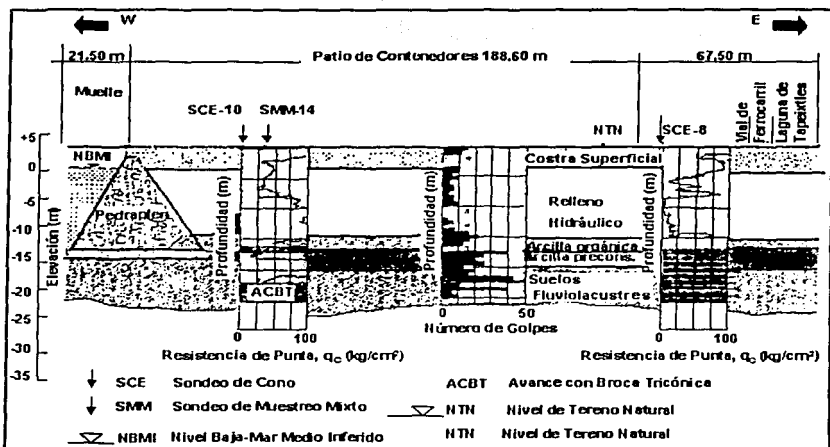 W
E
21.50 m
Patio de Contenedores 188.60 m
67.50 m
Muelle
SCE-10
SMM-14
NTN
SCE-8
Vial de
Ferrocarril
Laguna de
Tapeixtles
+5
0
-5
-10
-15
-20
-25
-30
-35
Elevación (m)
NBMI
Pedraplen
Profundidad (m)
ACBT
0
100
Resistencia de Punta, qc (kg/cm²)
Profundidad (m)
0
50
Número de Golpes
Costra Superficial
Relleno
Hidráulico
Arcilla orgánica
Arcilla precons.
Suelos
Fluviolacustres
Profundidad (m)
0
100
Resistencia de Punta, qc (kg/cm²)
SCE Sondeo de Cono
ACBT Avance con Broca Tricónica
SMM Sondeo de Muestreo Mixto
NTN Nivel de Tereno Natural
NBMI Nivel Baja-Mar Medio Inferido
NTN Nivel de Tereno Natural